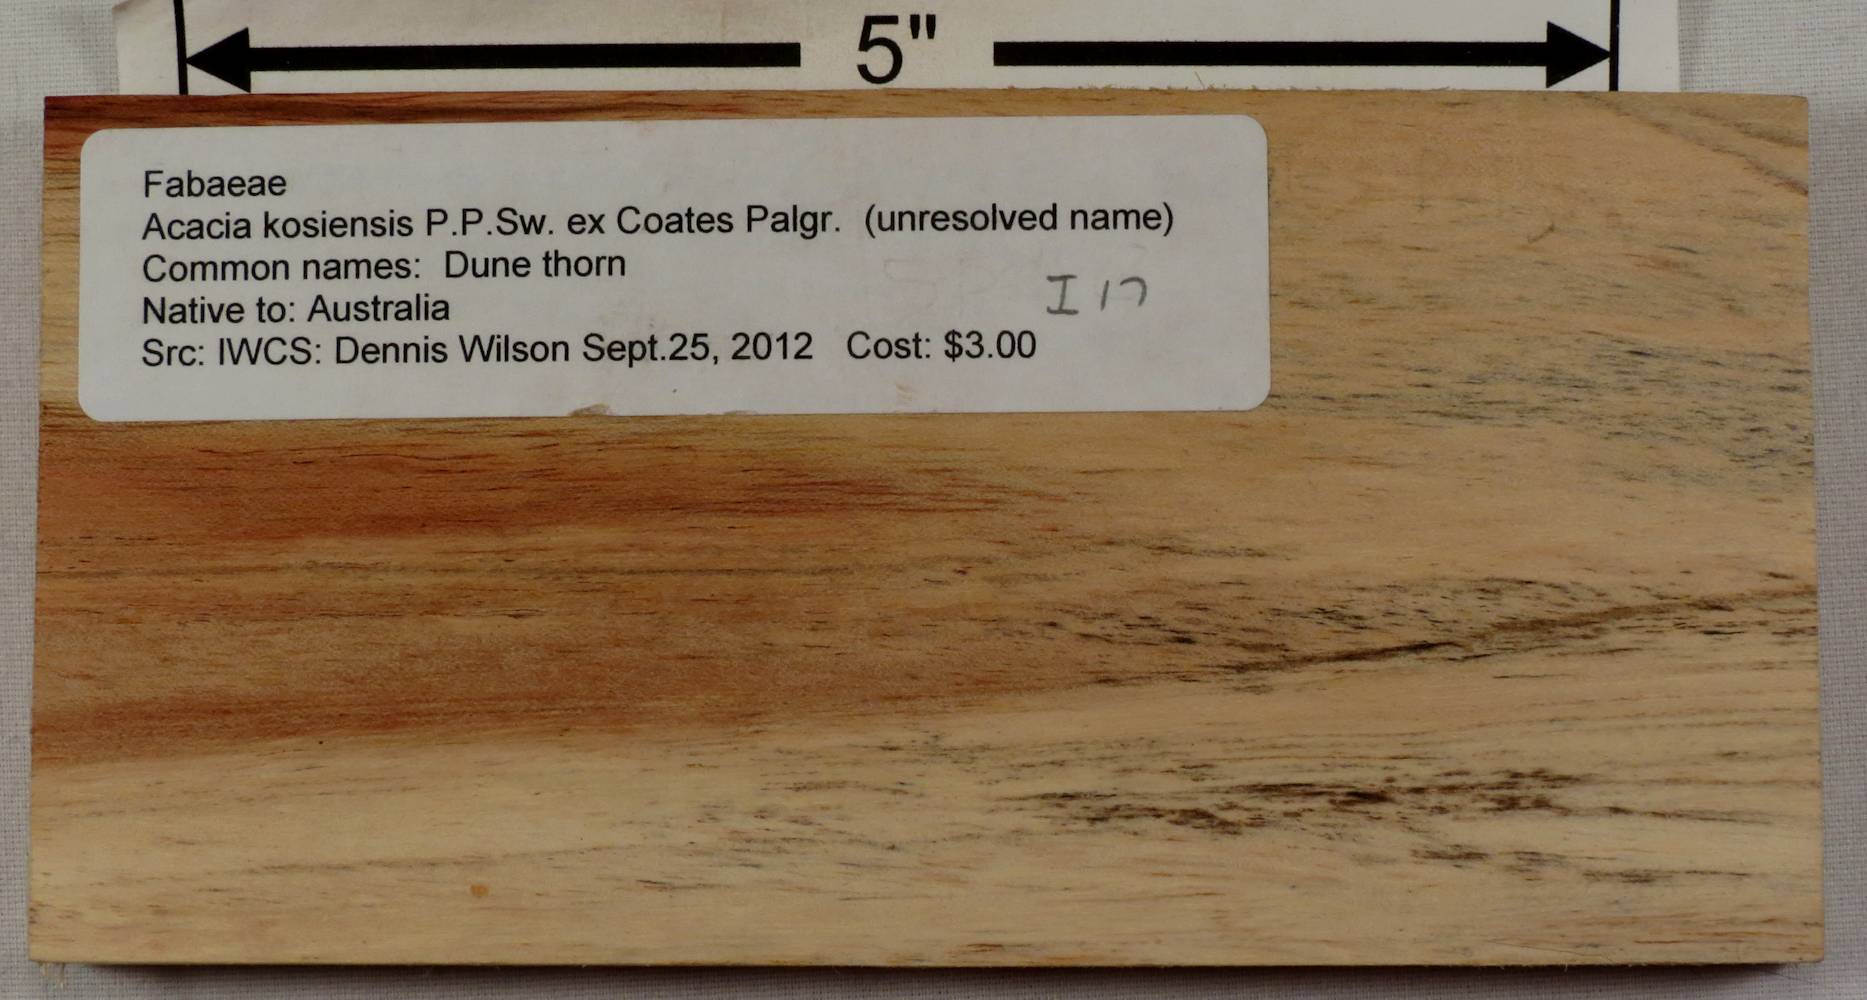 5"
Fabaeae
Acacia kosiensis P.P.Sw. ex Coates Palgr. (unresolved name)
Common names: Dune thorn
Native to: Australia
I 17
Src: IWCS: Dennis Wilson Sept.25, 2012 Cost: $3.00